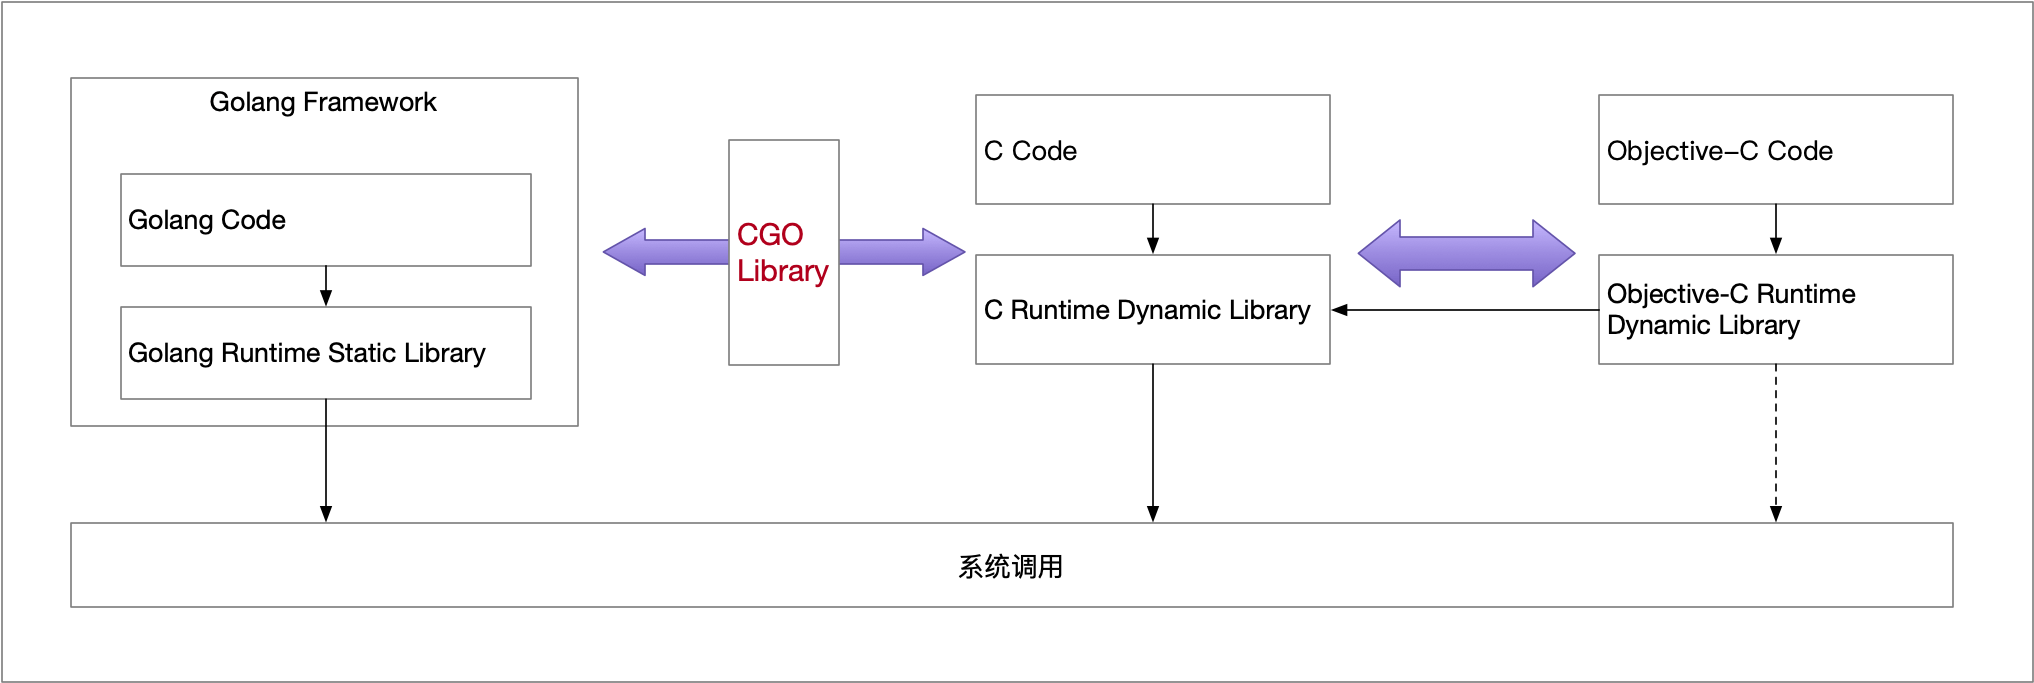 Golang Framework
Golang Code
Golang Runtime Static Library
CGO
Library
C Code
C Runtime Dynamic Library
Objective–C Code
Objective-C Runtime
Dynamic Library
系统调用